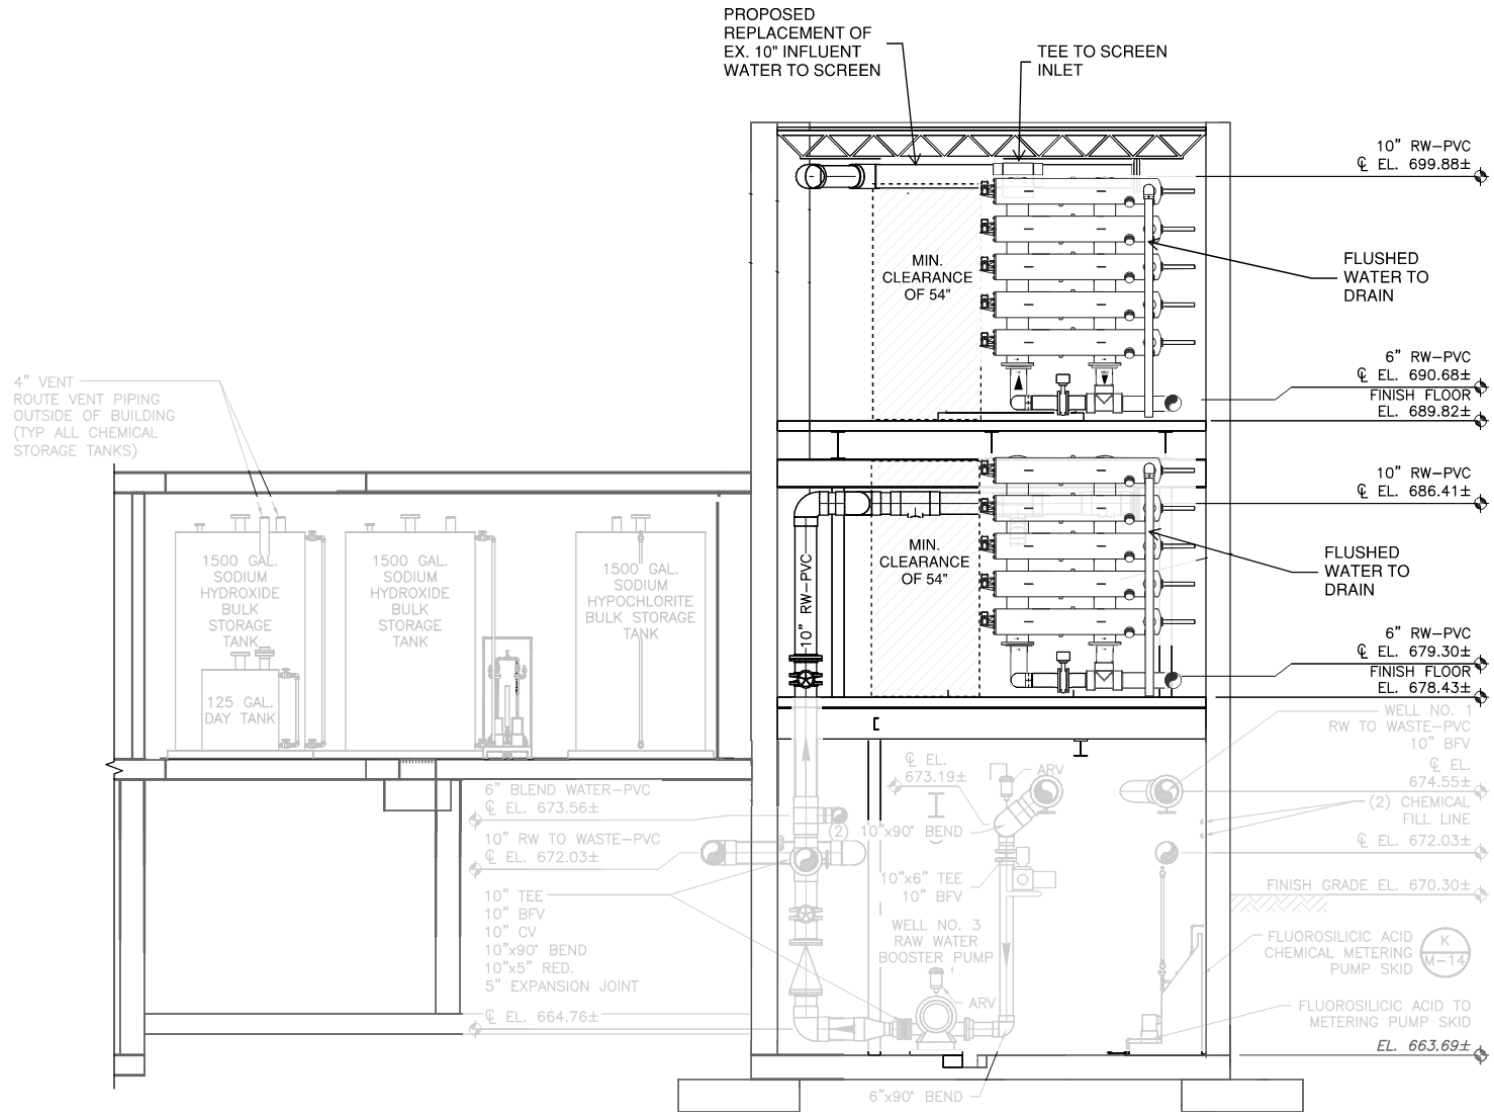 PROPOSED
REPLACEMENT OF
EX. 10" INFLUENT
WATER TO SCREEN
TEE TO SCREEN
INLET
10" RW-PVC
℄ EL. 699.88±
MIN.
CLEARANCE
OF 54"
FLUSHED
WATER TO
DRAIN
6" RW-PVC
℄ EL. 690.68±
FINISH FLOOR
EL. 689.82±
4" VENT
ROUTE VENT PIPING
OUTSIDE OF BUILDING
(TYP ALL CHEMICAL
STORAGE TANKS)
10" RW-PVC
℄ EL. 686.41±
1500 GAL.
SODIUM
HYDROXIDE
BULK
STORAGE
TANK
1500 GAL.
SODIUM
HYDROXIDE
BULK
STORAGE
TANK
1500 GAL.
SODIUM
HYPOCHLORITE
BULK STORAGE
TANK
10" RW-PVC
MIN.
CLEARANCE
OF 54"
FLUSHED
WATER TO
DRAIN
6" RW-PVC
℄ EL. 679.30±
FINISH FLOOR
EL. 678.43±
125 GAL.
DAY TANK
WELL NO. 1
RW TO WASTE-PVC
10" BFV
℄ EL.
674.55±
℄ EL.
673.19±
ARV
6" BLEND WATER-PVC
℄ EL. 673.56±
(2)
10"x90° BEND
(2) CHEMICAL
FILL LINE
10" RW TO WASTE-PVC
℄ EL. 672.03±
℄ EL. 672.03±
10"x6" TEE
10" BFV
FINISH GRADE EL. 670.30±
10" TEE
10" BFV
10" CV
10"x90° BEND
10"x5" RED.
5" EXPANSION JOINT
WELL NO. 3
RAW WATER
BOOSTER PUMP
FLUOROSILICIC ACID
CHEMICAL METERING
PUMP SKID
K
M-14
ARV
℄ EL. 664.76±
FLUOROSILICIC ACID TO
METERING PUMP SKID
EL. 663.69±
6"x90° BEND